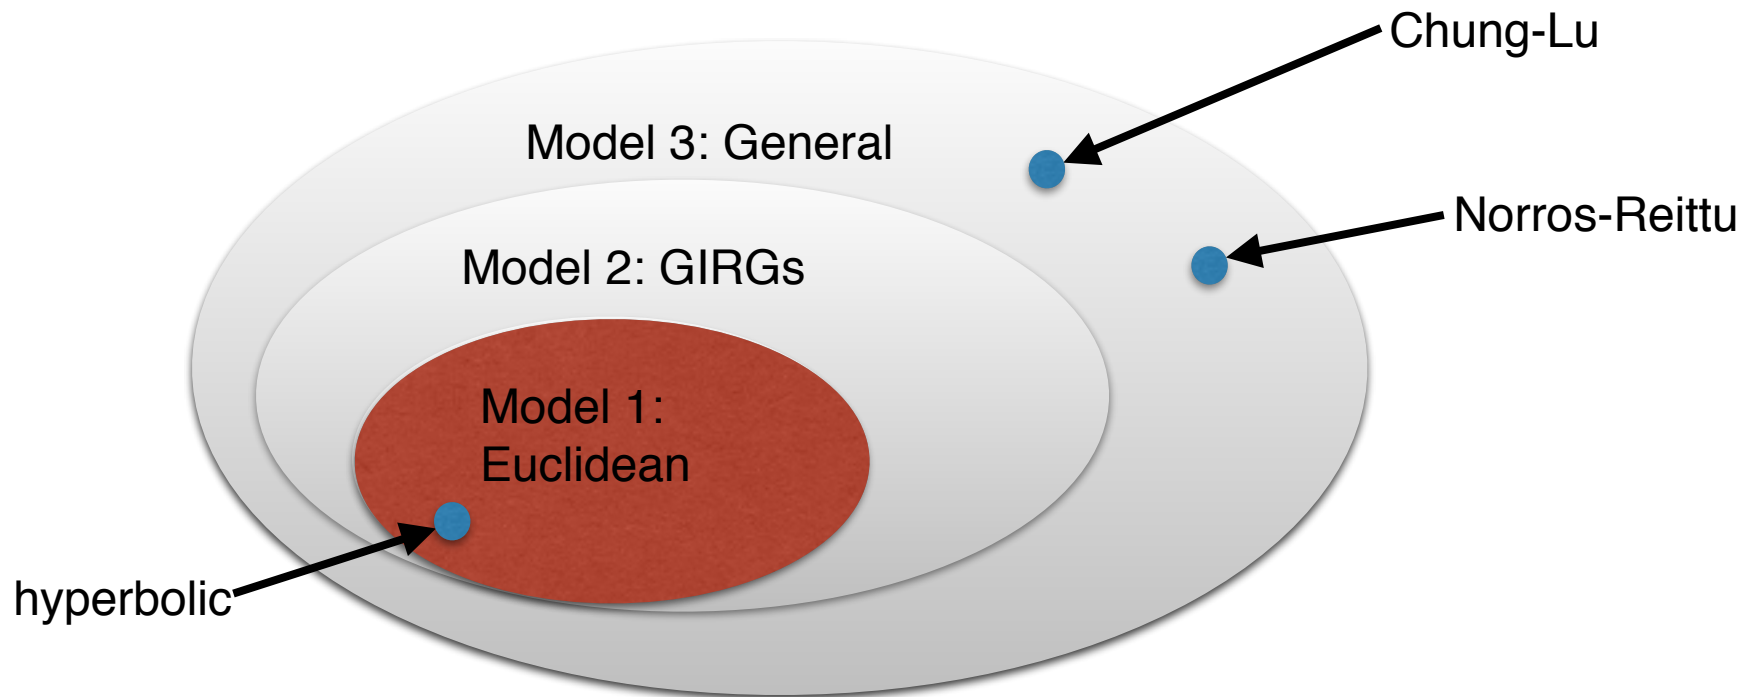 Chung-Lu
Model 3: General
Norros-Reittu
Model 2: GIRGs
Model 1:
Euclidean
hyperbolic